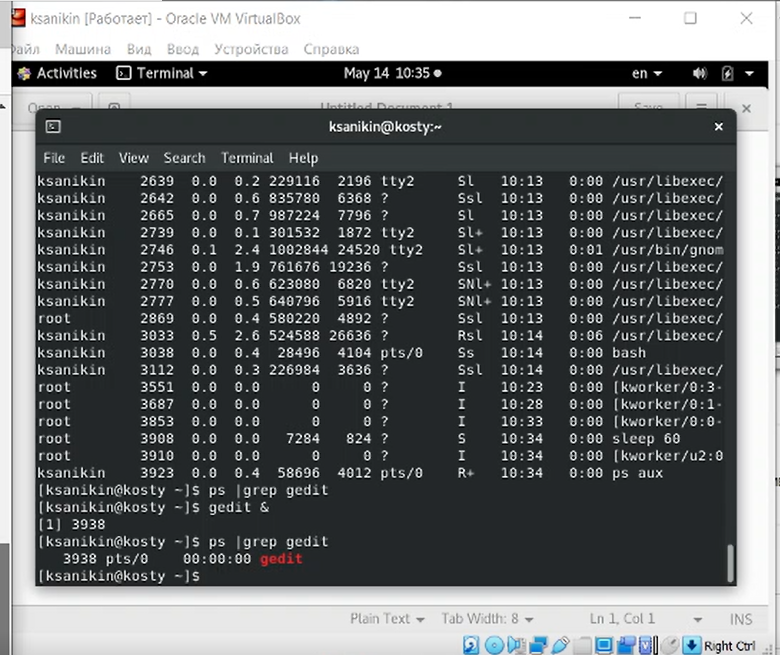 ksanikin [Работает] - Oracle VM VirtualBox
Файл Машина Вид Ввод Устройства Справка
Activities Terminal May 14 10:35 en
Open Untitled Document 1 Save
ksanikin@kosty:~
File Edit View Search Terminal Help
ksanikin 2639 0.0 0.2 229116 2196 tty2 Sl 10:13 0:00 /usr/libexec/
ksanikin 2642 0.0 0.6 835780 6368 ? Ssl 10:13 0:00 /usr/libexec/
ksanikin 2665 0.0 0.7 987224 7796 ? Sl 10:13 0:00 /usr/libexec/
ksanikin 2739 0.0 0.1 301532 1872 tty2 Sl+ 10:13 0:00 /usr/libexec/
ksanikin 2746 0.1 2.4 1002844 24520 tty2 Sl+ 10:13 0:01 /usr/bin/gnom
ksanikin 2753 0.0 1.9 761676 19236 ? Ssl 10:13 0:00 /usr/libexec/
ksanikin 2770 0.0 0.6 623080 6820 tty2 SNl+ 10:13 0:00 /usr/libexec/
ksanikin 2777 0.0 0.5 640796 5916 tty2 SNl+ 10:13 0:00 /usr/libexec/
root 2869 0.0 0.4 580220 4892 ? Ssl 10:13 0:00 /usr/libexec/
ksanikin 3033 0.5 2.6 524588 26636 ? Rsl 10:14 0:06 /usr/libexec/
ksanikin 3038 0.0 0.4 28496 4104 pts/0 Ss 10:14 0:00 bash
ksanikin 3112 0.0 0.3 226984 3636 ? Ssl 10:14 0:00 /usr/libexec/
root 3551 0.0 0.0 0 0 ? I 10:23 0:00 [kworker/0:3-
root 3687 0.0 0.0 0 0 ? I 10:28 0:00 [kworker/0:1-
root 3853 0.0 0.0 0 0 ? I 10:33 0:00 [kworker/0:0-
root 3908 0.0 0.0 7284 824 ? S 10:34 0:00 sleep 60
root 3910 0.0 0.0 0 0 ? I 10:34 0:00 [kworker/u2:0
ksanikin 3923 0.0 0.4 58696 4012 pts/0 R+ 10:34 0:00 ps aux
[ksanikin@kosty ~]$ ps |grep gedit
[ksanikin@kosty ~]$ gedit &
[1] 3938
[ksanikin@kosty ~]$ ps |grep gedit
3938 pts/0 00:00:00 gedit
[ksanikin@kosty ~]$
Plain Text Tab Width: 8 Ln 1, Col 1 INS
Right Ctrl